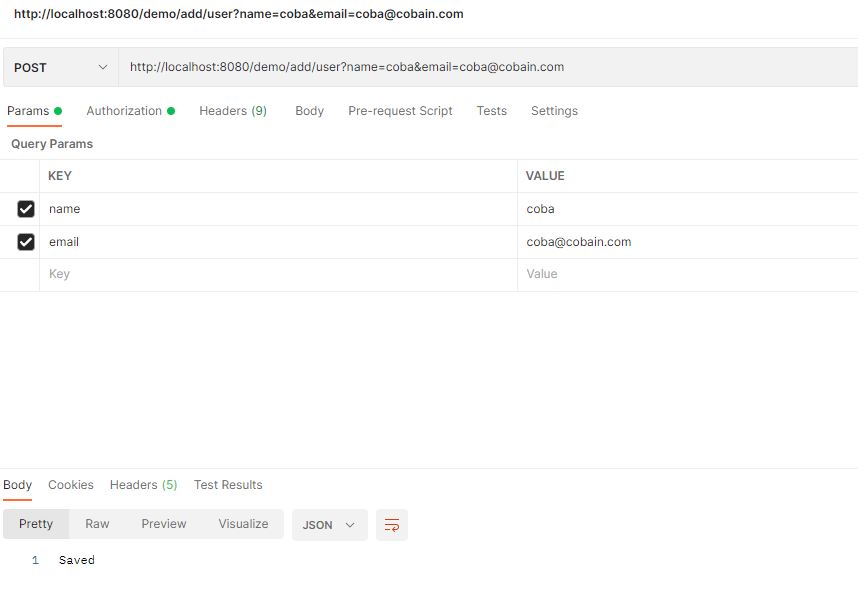 http://localhost:8080/demo/add/user?name=coba&email=coba@cobain.com
POST http://localhost:8080/demo/add/user?name=coba&email=coba@cobain.com
Params Authorization Headers (9) Body Pre-request Script Tests Settings
Query Params
KEY VALUE
name coba
email coba@cobain.com
Key Value
Body Cookies Headers (5) Test Results
Pretty Raw Preview Visualize JSON
1 Saved